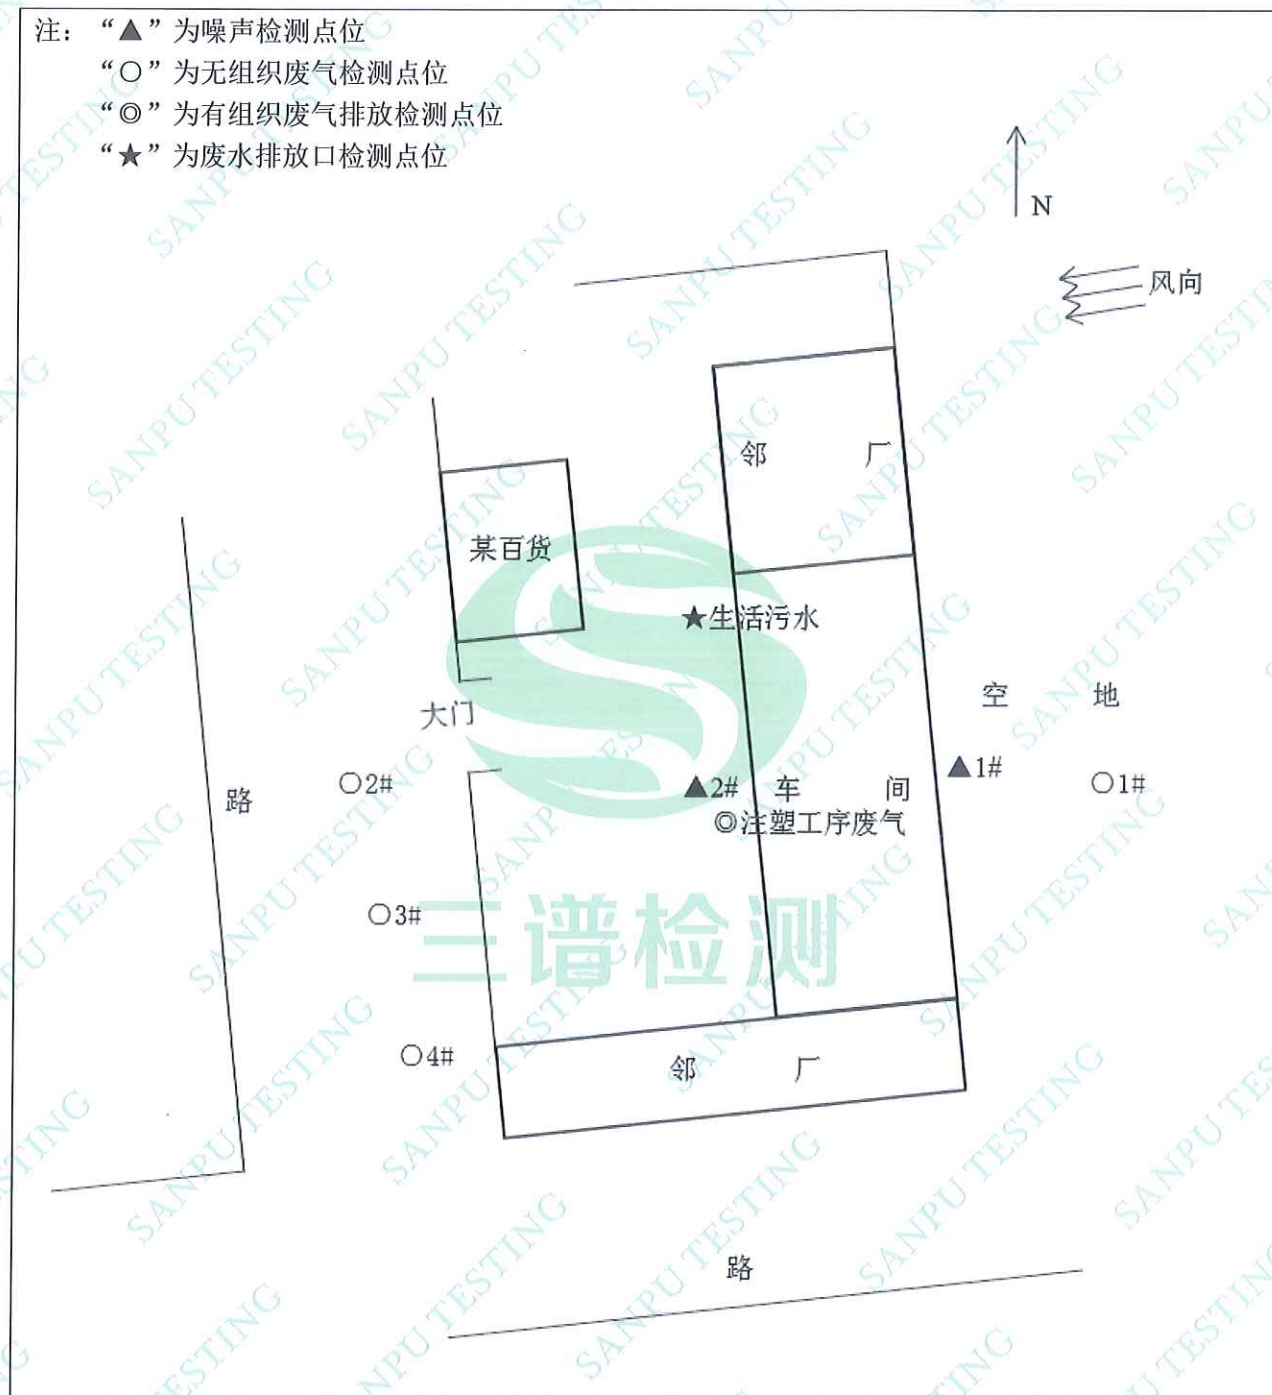 注：“▲”为噪声检测点位
“○”为无组织废气检测点位
“◎”为有组织废气排放检测点位
“★”为废水排放口检测点位
N
风向
邻 厂
某百货
★生活污水
空 地
大门
▲1#
○2#
▲2# 车 间
○1#
路
◎注塑工序废气
○3#
三谱检测
○4#
邻 厂
路
SANPU TESTING